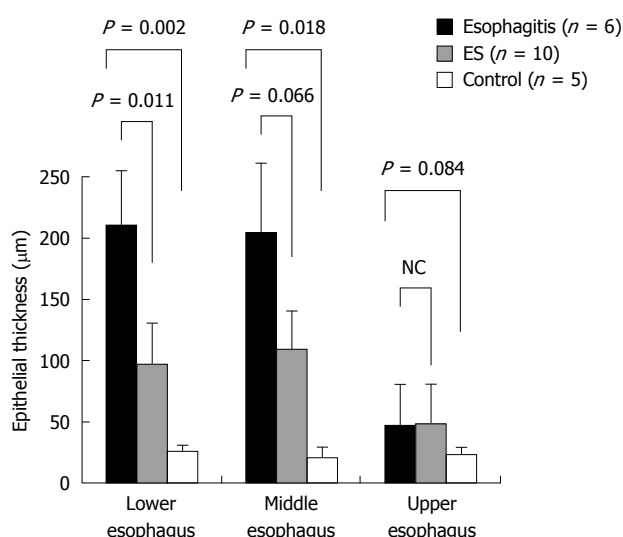 P = 0.002
P = 0.018
Esophagitis (n = 6)
ES (n = 10)
Control (n = 5)
P = 0.011
P = 0.066
P = 0.084
NC
Epithelial thickness (μm)
250
200
150
100
50
0
Lower
esophagus
Middle
esophagus
Upper
esophagus